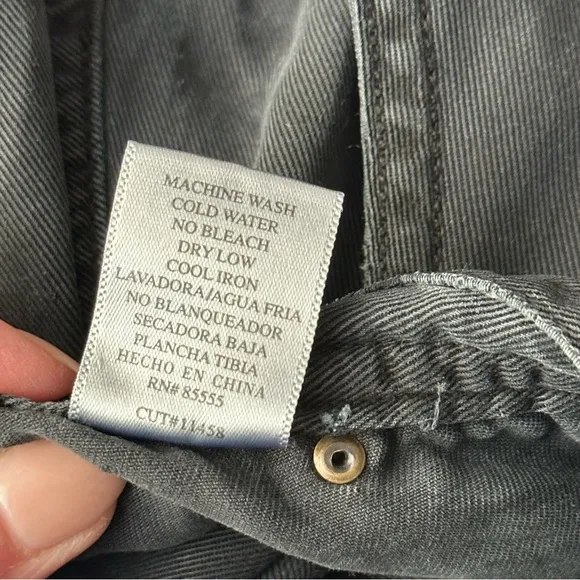 MACHINE WASH
COLD WATER
NO BLEACH
DRY LOW
COOL IRON
LAVADORA/AGUA FRIA
NO BLANQUEADOR
SECADORA BAJA
PLANCHA TIBIA
HECHO EN CHINA
RN# 85555
CUT#11458